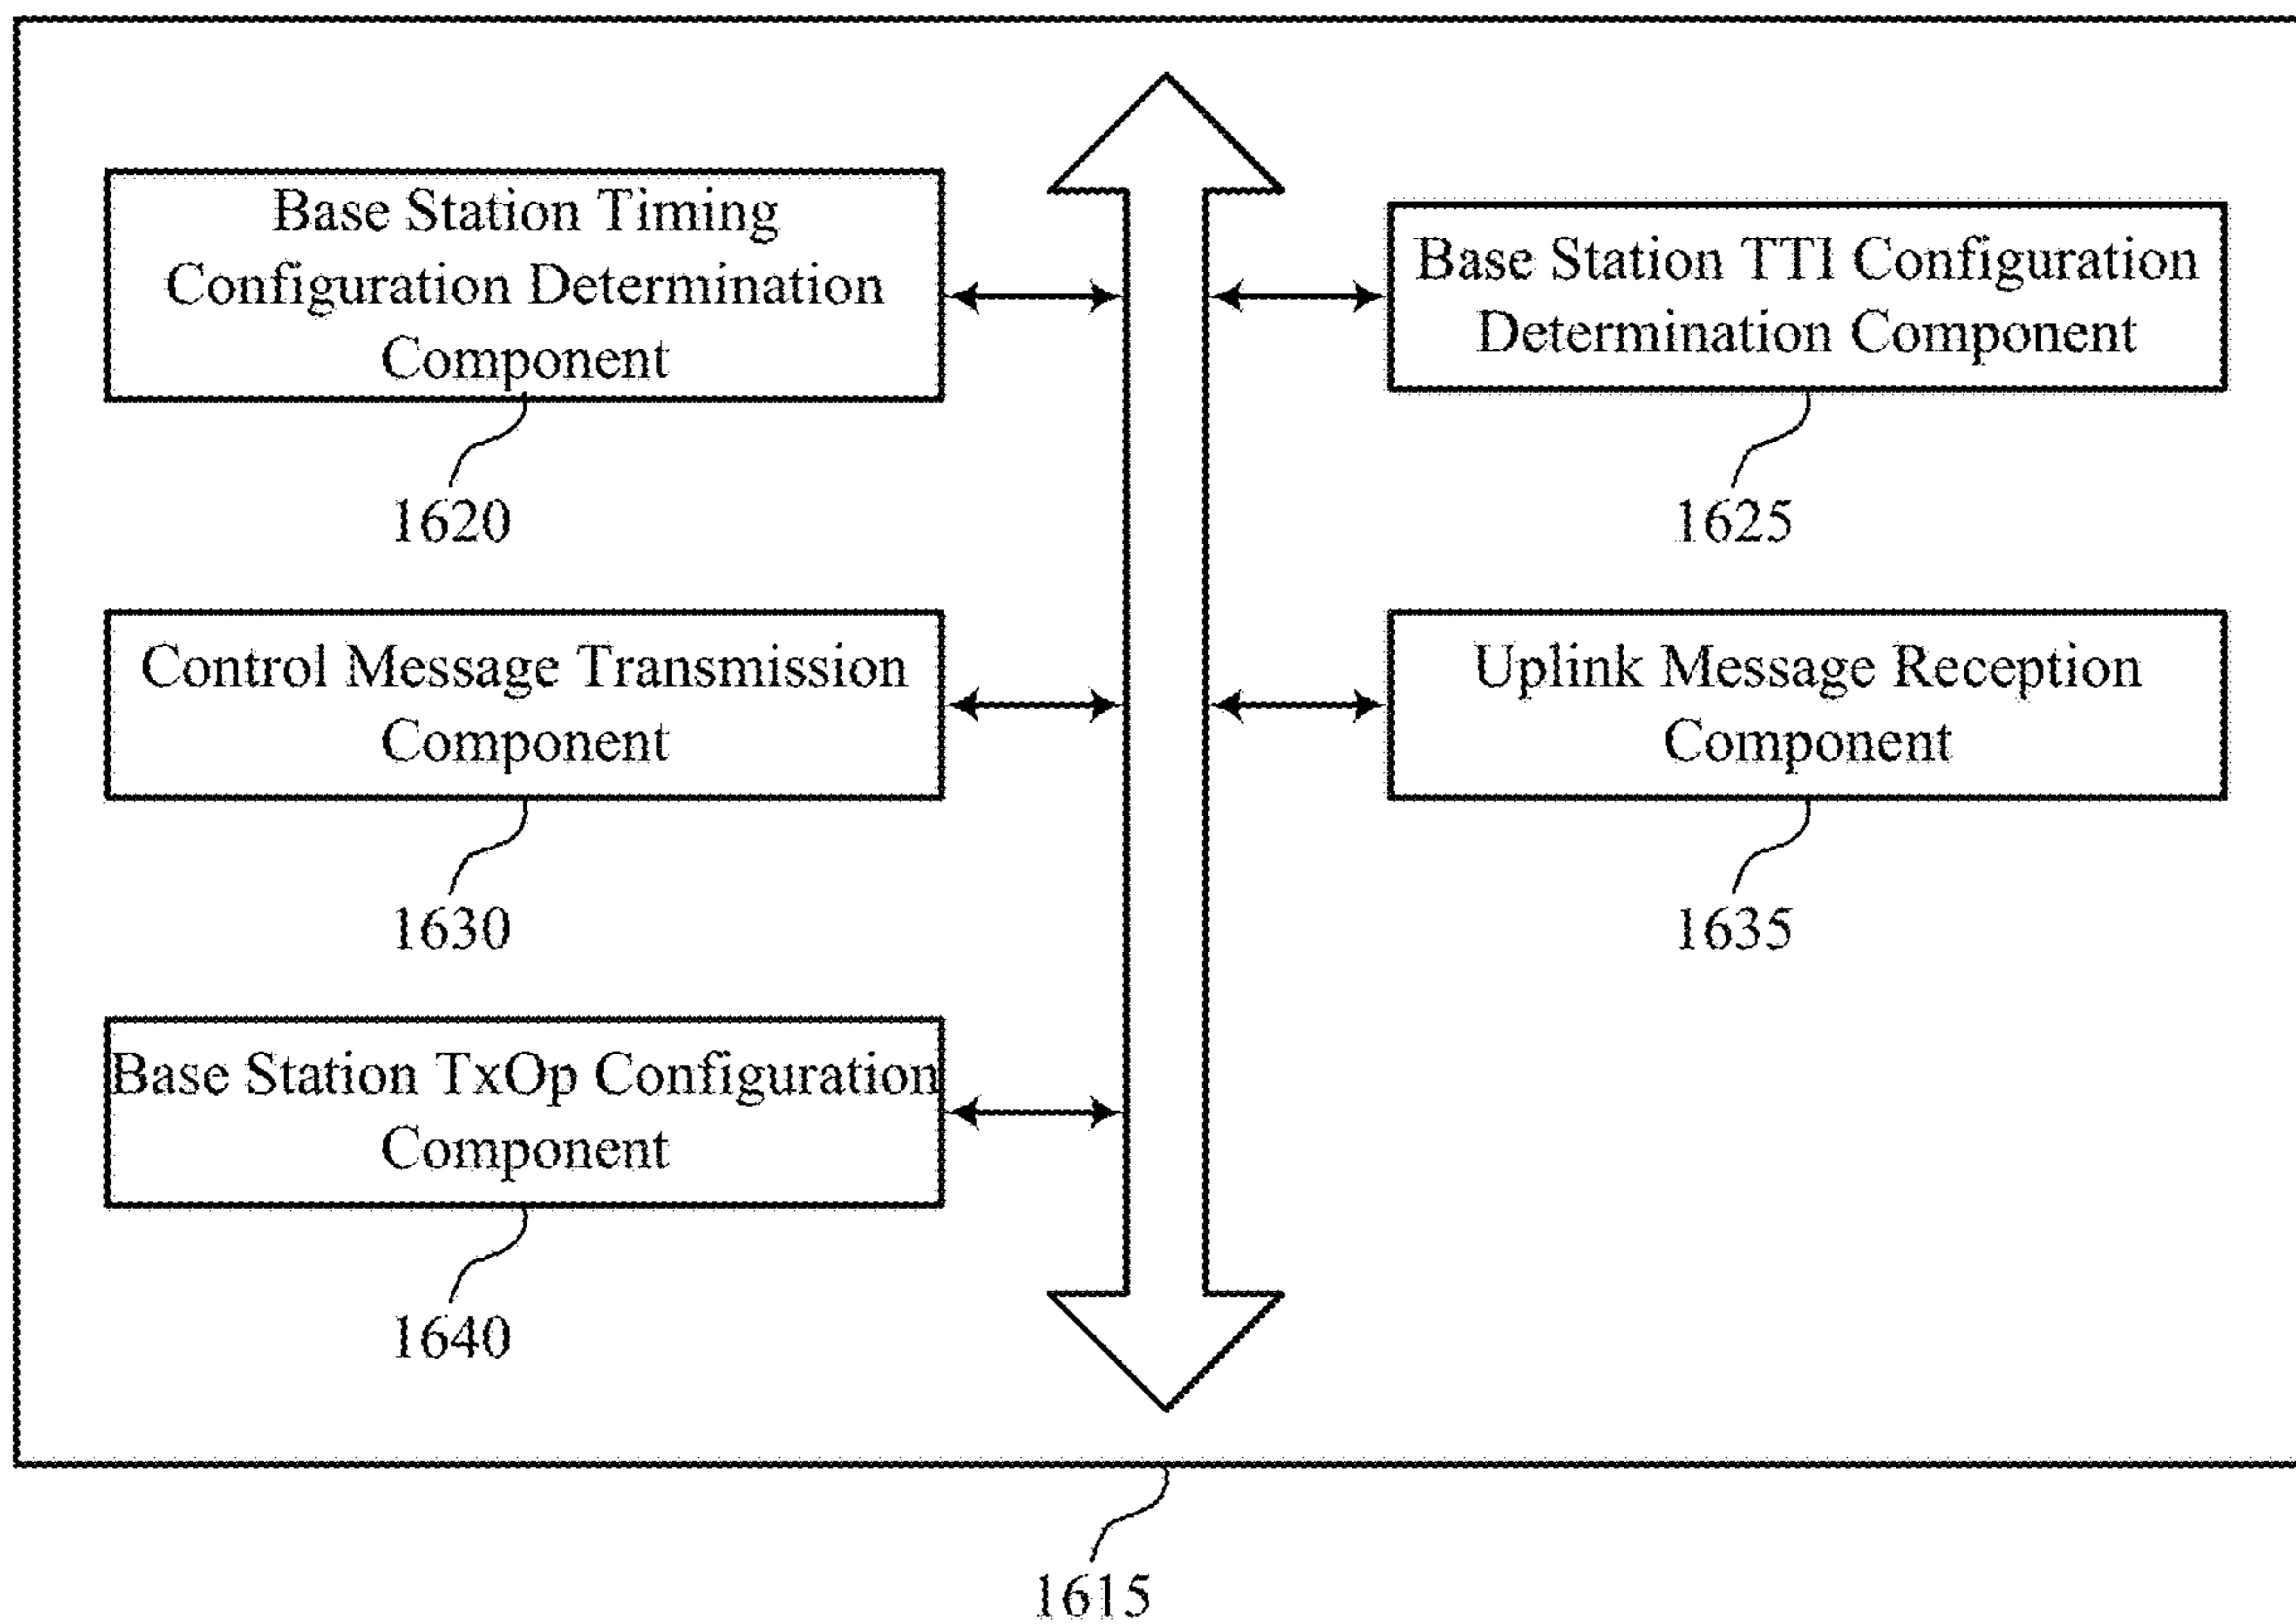 Base Station Timing
Configuration Determination
Component
1620
Base Station TTI Configuration
Determination Component
1625
Control Message Transmission
Component
1630
Uplink Message Reception
Component
1635
Base Station TxOp Configuration
Component
1640
1615